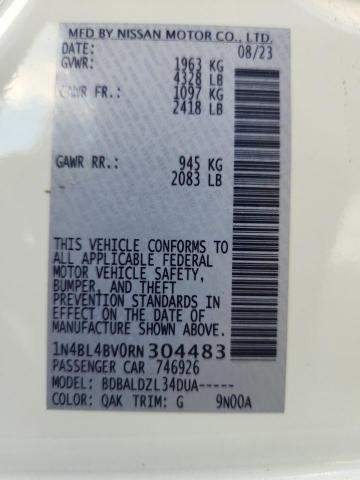 MFD BY NISSAN MOTOR CO., LTD.
DATE: 08/23
GVWR: 1963 KG
4328 LB
GAWR FR.: 1097 KG
2418 LB
GAWR RR.: 945 KG
2083 LB
THIS VEHICLE CONFORMS TO
ALL APPLICABLE FEDERAL
MOTOR VEHICLE SAFETY,
BUMPER, AND THEFT
PREVENTION STANDARDS IN
EFFECT ON THE DATE OF
MANUFACTURE SHOWN ABOVE.
1N4BL4BV0RN304483
PASSENGER CAR 746926
MODEL: BDBALDZL34DUA-----
COLOR: QAK TRIM: G 9N00A